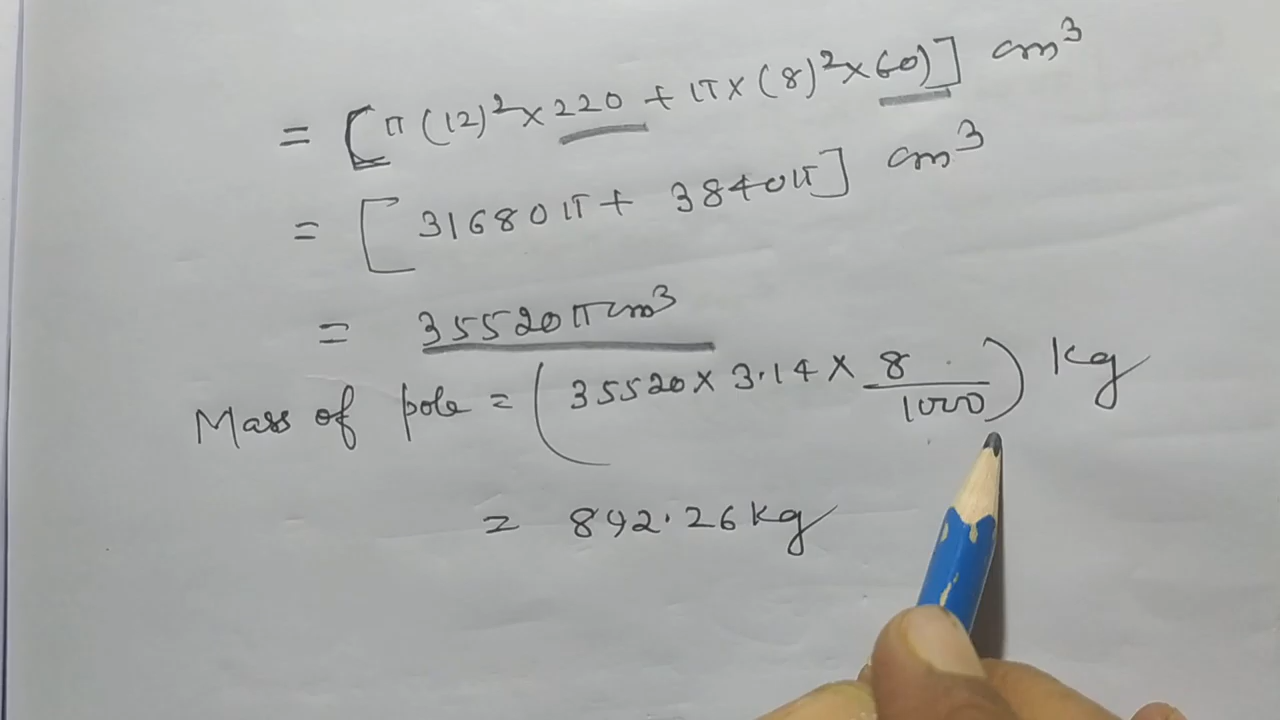 = [π(12)²×220 + π×(8)²×60)] cm³
= [31680π + 3840π] cm³
= 35520π cm³
Mass of pole = (35520 × 3.14 × 8/1000) Kg
= 892.26 kg